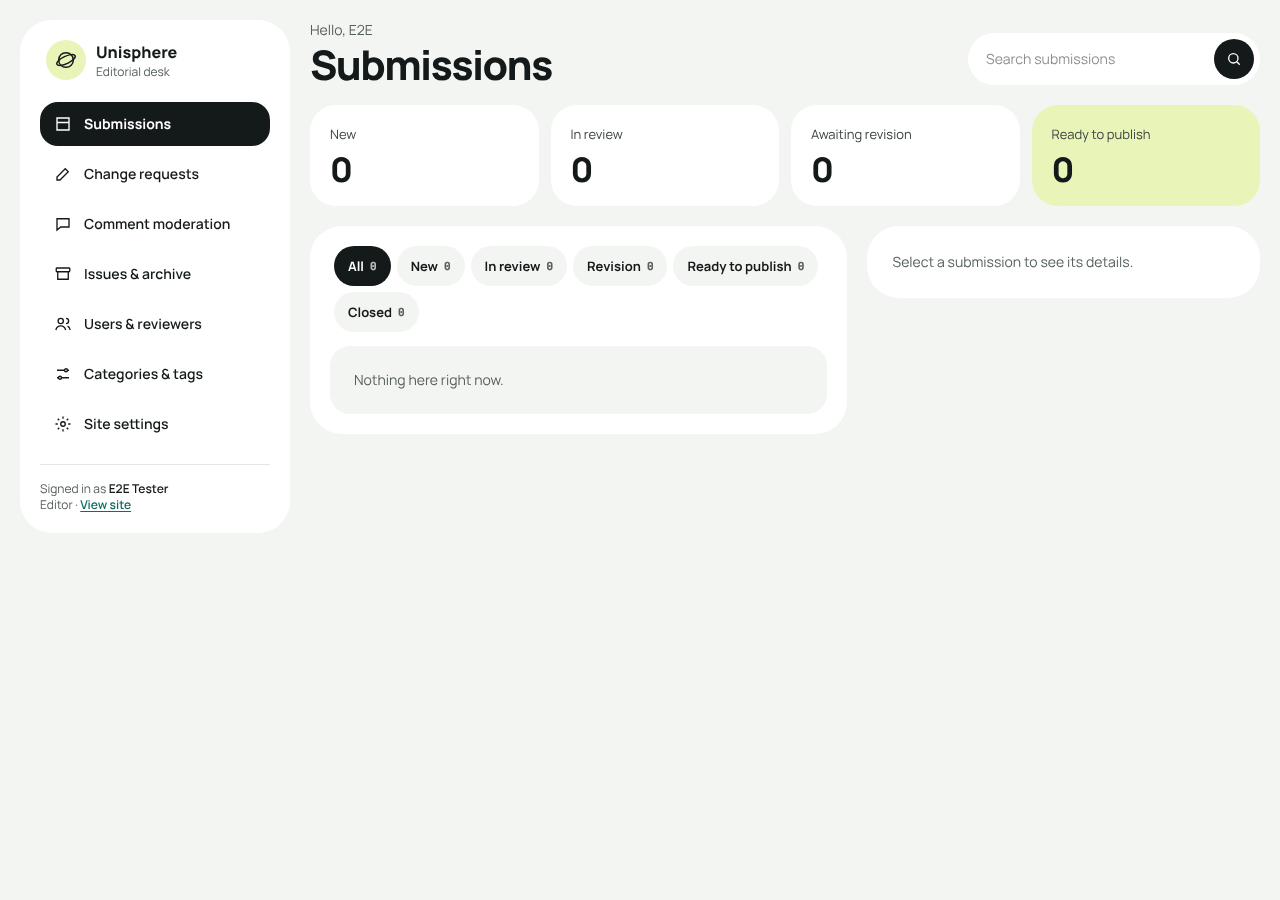 Unisphere
Editorial desk
Submissions
Change requests
Comment moderation
Issues & archive
Users & reviewers
Categories & tags
Site settings
Signed in as E2E Tester
Editor · View site
Hello, E2E
Submissions
Search submissions
New
0
In review
0
Awaiting revision
0
Ready to publish
0
All 0
New 0
In review 0
Revision 0
Ready to publish 0
Closed 0
Nothing here right now.
Select a submission to see its details.